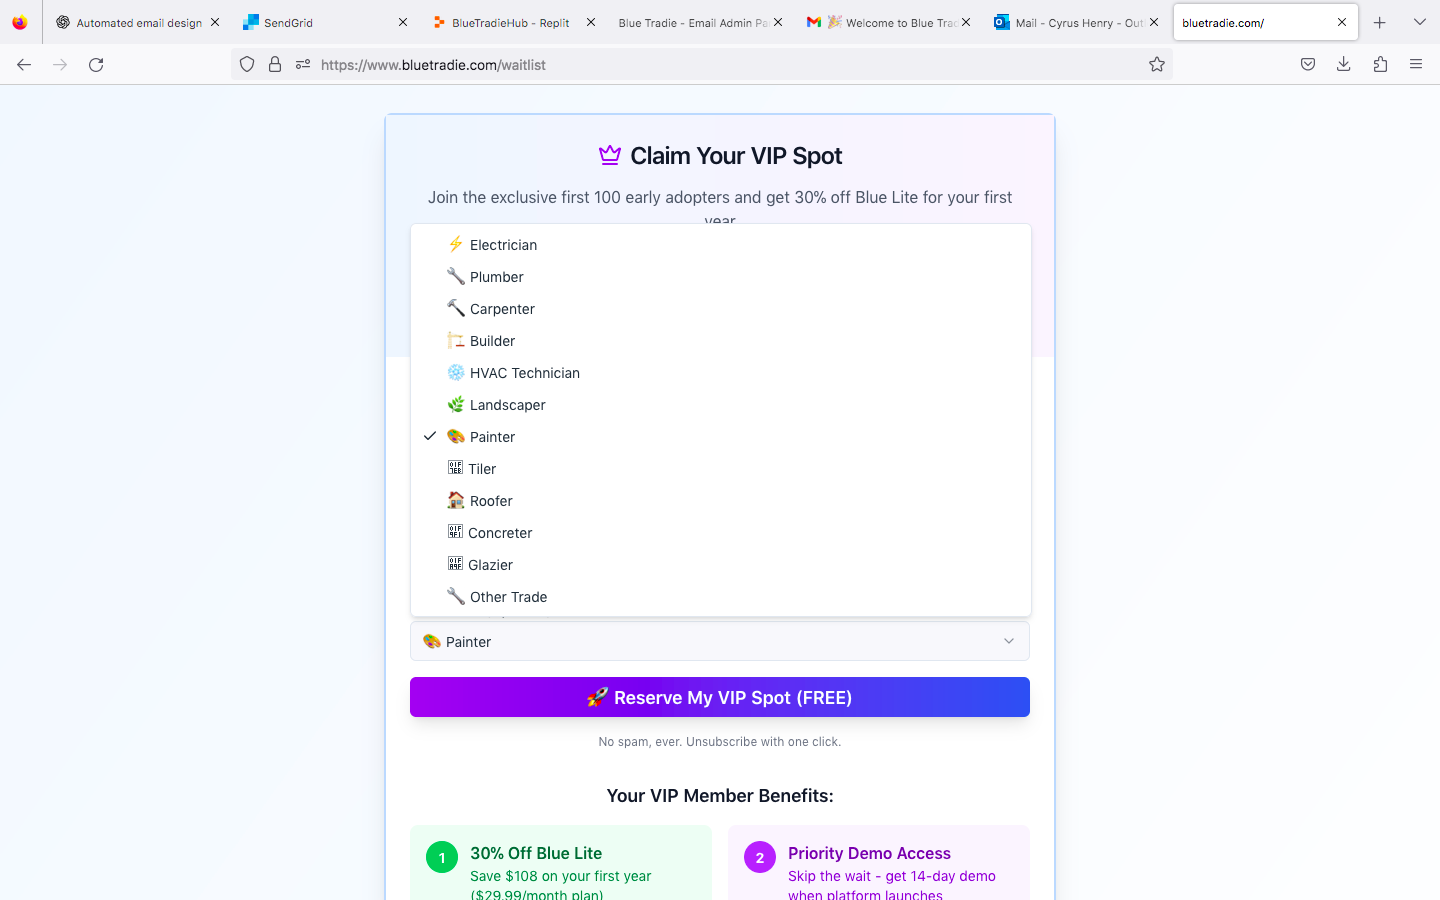 Automated email design
SendGrid
BlueTradieHub - Replit
Blue Tradie - Email Admin Pa
Welcome to Blue Trad
Mail - Cyrus Henry - Out
bluetradie.com/
https://www.bluetradie.com/waitlist
Claim Your VIP Spot
Join the exclusive first 100 early adopters and get 30% off Blue Lite for your first
year
Electrician
Plumber
Carpenter
Builder
HVAC Technician
Landscaper
Painter
Tiler
Roofer
Concreter
Glazier
Other Trade
Painter
Reserve My VIP Spot (FREE)
No spam, ever. Unsubscribe with one click.
Your VIP Member Benefits:
1
30% Off Blue Lite
Save $108 on your first year
($29.99/month plan)
2
Priority Demo Access
Skip the wait - get 14-day demo
when platform launches